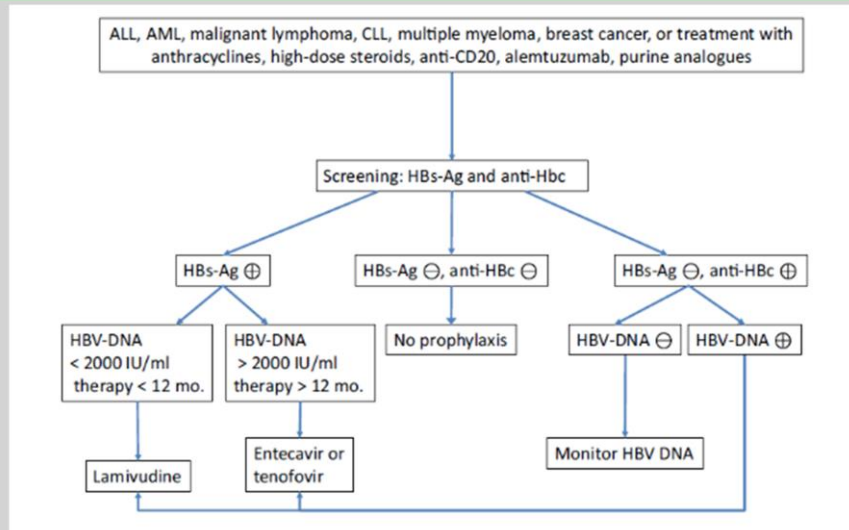 ALL, AML, malignant lymphoma, CLL, multiple myeloma, breast cancer, or treatment with
anthracyclines, high-dose steroids, anti-CD20, alemtuzumab, purine analogues
Screening: HBs-Ag and anti-Hbc
HBs-Ag ⊕
HBs-Ag ⊖, anti-HBc ⊖
HBs-Ag ⊖, anti-HBc ⊕
HBV-DNA
< 2000 IU/ml
therapy < 12 mo.
HBV-DNA
> 2000 IU/ml
therapy > 12 mo.
No prophylaxis
HBV-DNA ⊖
HBV-DNA ⊕
Lamivudine
Entecavir or
tenofovir
Monitor HBV DNA